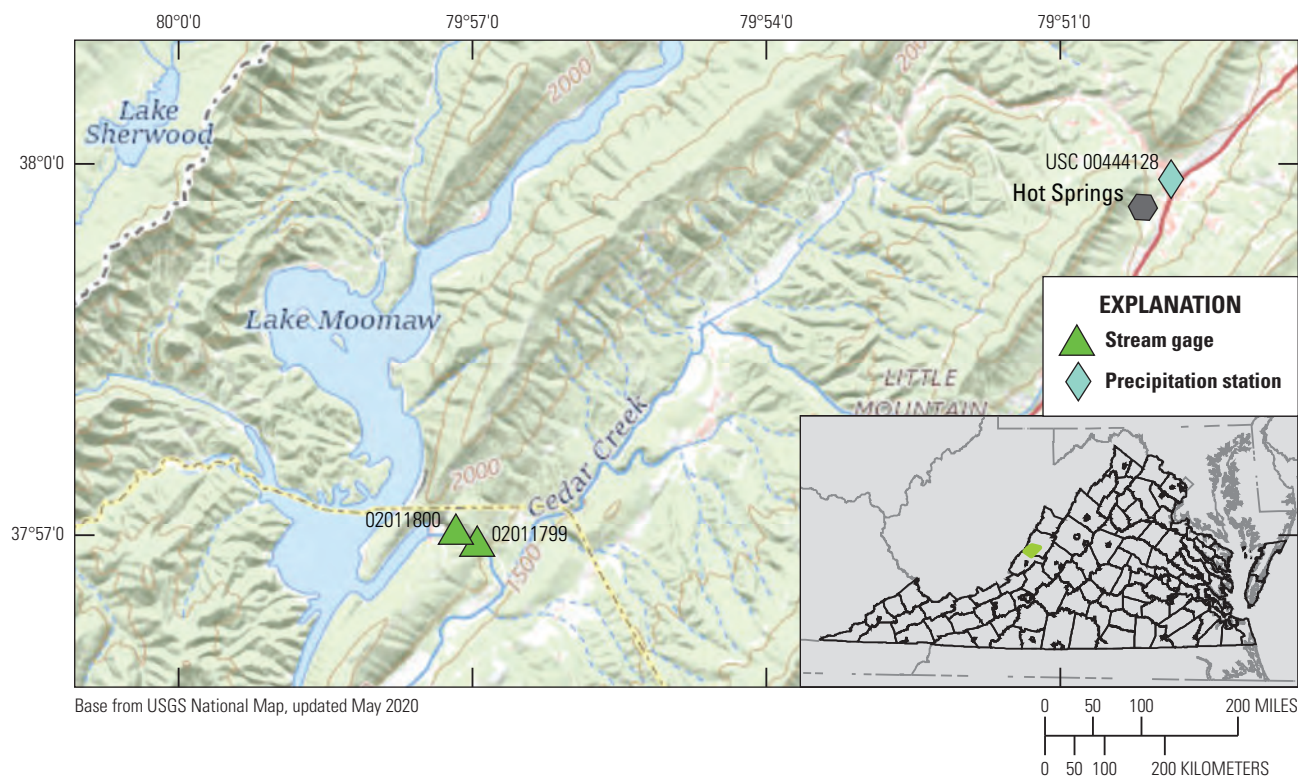 80°0'0
79°57'0
79°54'0
79°51'0
Lake
Sherwood
2000
200
38°0'0
USC 00444128
Hot Springs
Lake Moomaw
EXPLANATION
Stream gage
Precipitation station
LITTLE
MOUNTAIN
Cedar Creek
2000
02011800
02011799
37°57'0
1500
Base from USGS National Map, updated May 2020
0 50 100 200 MILES
0 50 100 200 KILOMETERS